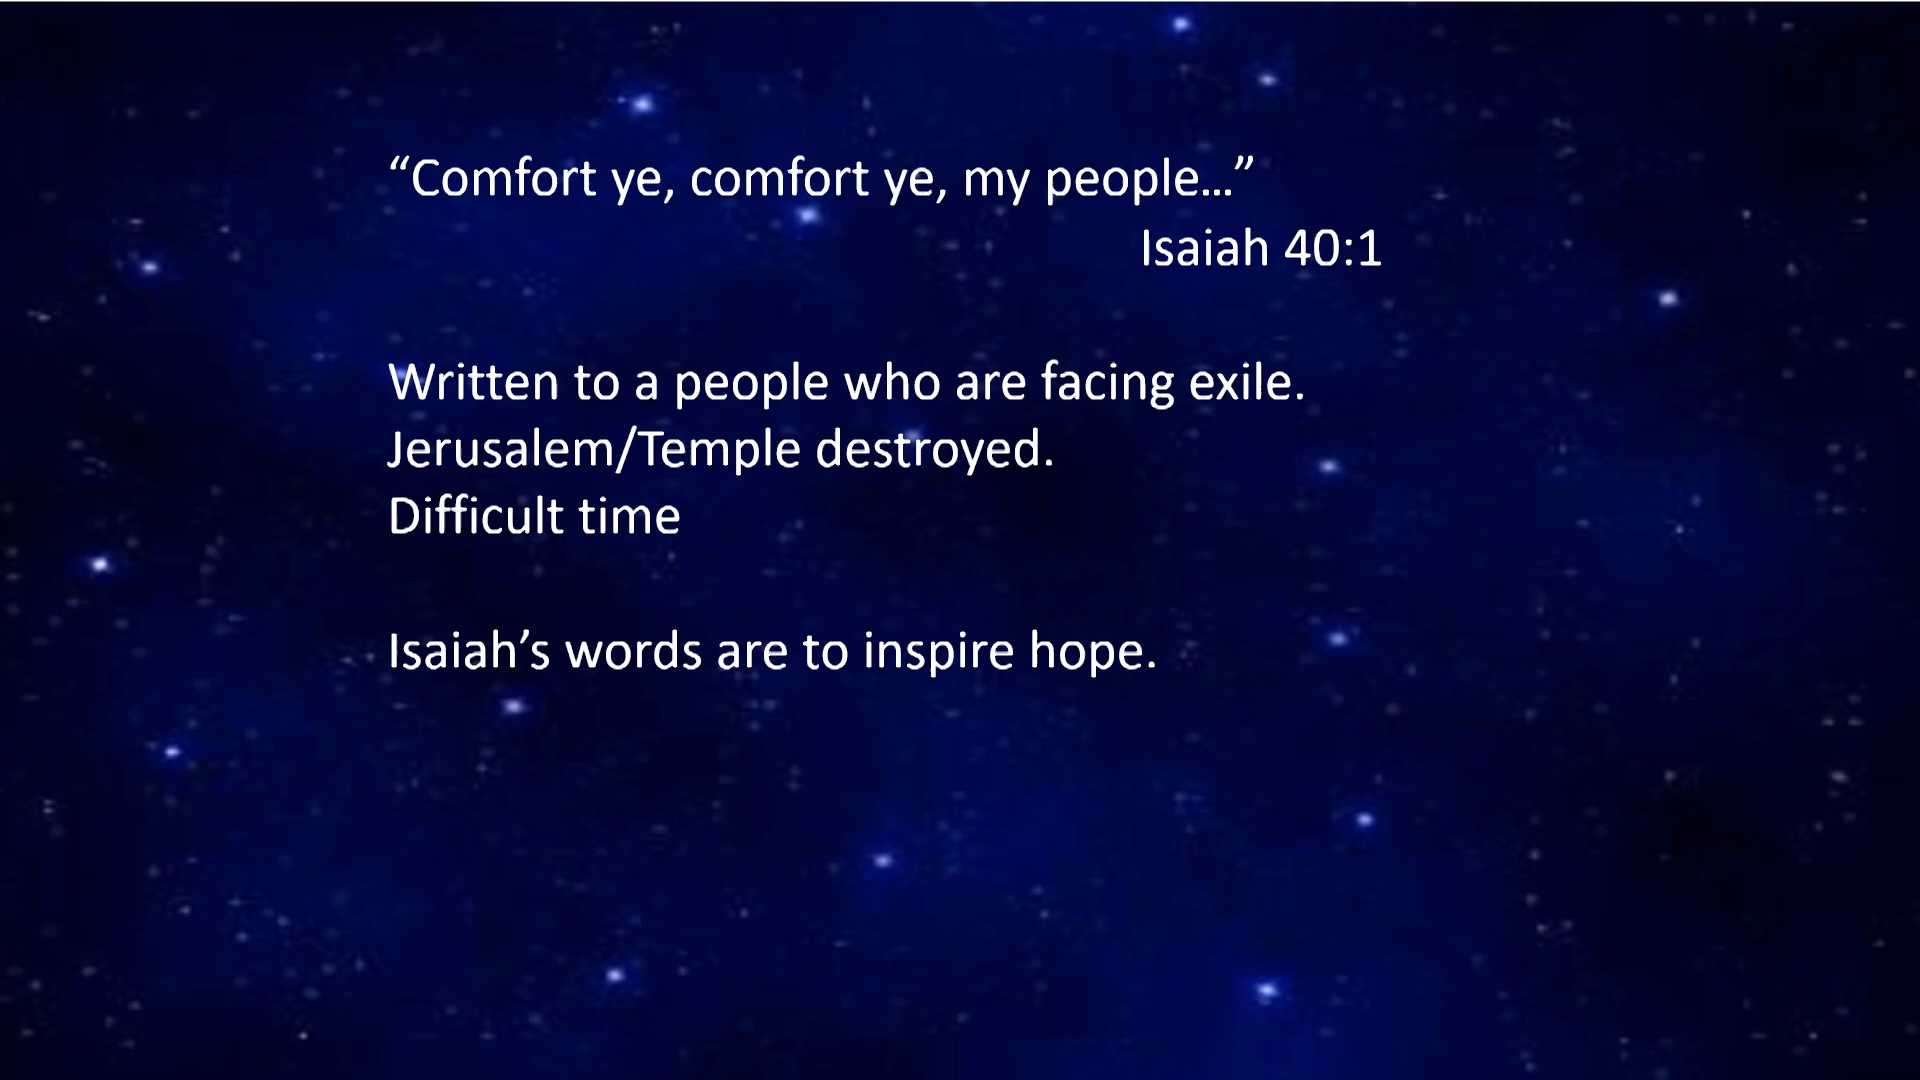 “Comfort ye, comfort ye, my people…”
Isaiah 40:1
Written to a people who are facing exile.
Jerusalem/Temple destroyed.
Difficult time
Isaiah’s words are to inspire hope.